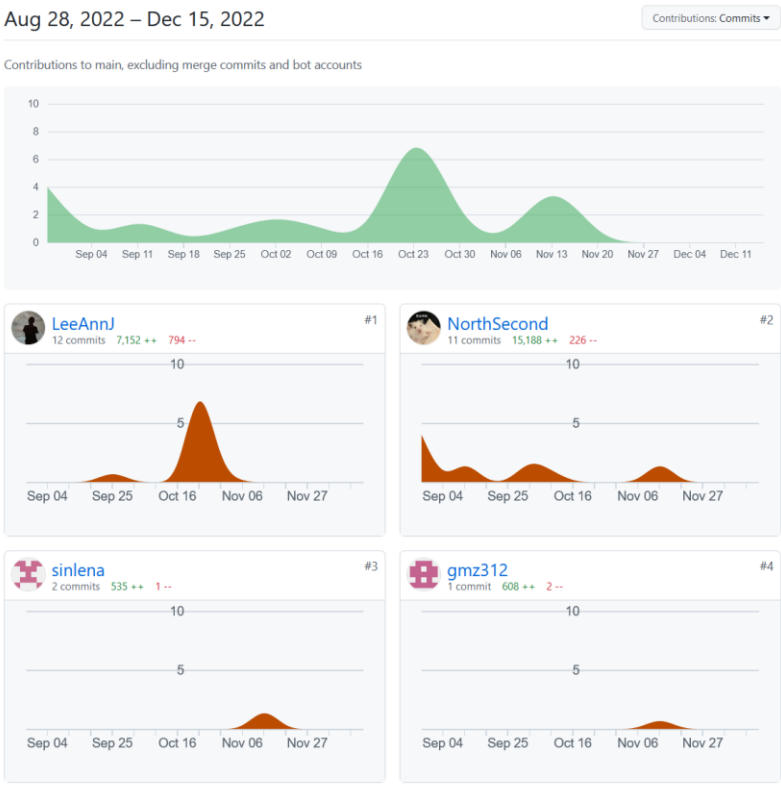 Aug 28, 2022 – Dec 15, 2022
Contributions: Commits
Contributions to main, excluding merge commits and bot accounts
10
8
6
4
2
0
Sep 04 Sep 11 Sep 18 Sep 25 Oct 02 Oct 09 Oct 16 Oct 23 Oct 30 Nov 06 Nov 13 Nov 20 Nov 27 Dec 04 Dec 11
LeeAnnJ #1
12 commits 7,152 ++ 794 --
10
5
Sep 04 Sep 25 Oct 16 Nov 06 Nov 27
NorthSecond #2
11 commits 15,188 ++ 226 --
10
5
Sep 04 Sep 25 Oct 16 Nov 06 Nov 27
sinlena #3
2 commits 535 ++ 1 --
10
5
Sep 04 Sep 25 Oct 16 Nov 06 Nov 27
gmz312 #4
1 commit 608 ++ 2 --
10
5
Sep 04 Sep 25 Oct 16 Nov 06 Nov 27